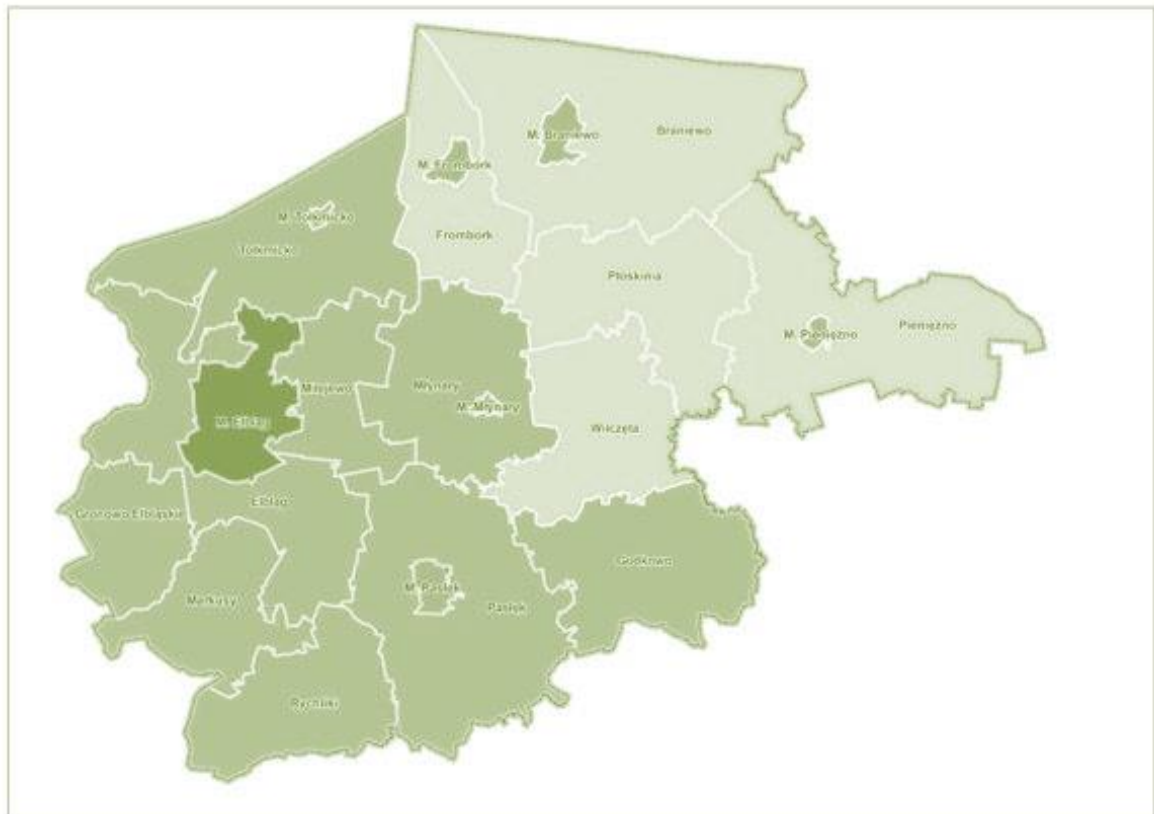 M. Braniewo
Braniewo
M. Frombork
M. Tolkmicko
Frombork
Tolkmicko
Płoskinia
Pieniężno
M. Pieniężno
Milejewo
Młynary
M. Młynary
M. Elbląg
Wilczęta
Elbląg
Gronowo Elbląskie
Godkowo
M. Pasłęk
Markusy
Pasłęk
Rychliki